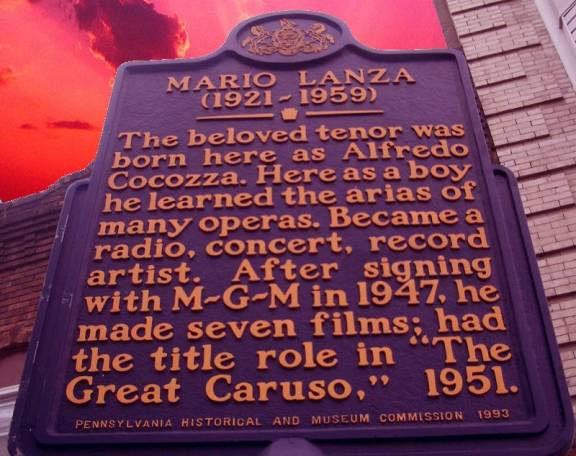 MARIO LANZA
(1921~1959)
The beloved tenor was
born here as Alfredo
Cocozza. Here as a boy
he learned the arias of
many operas. Became a
radio, concert, record
artist. After signing
with M~G~M in 1947, he
made seven films; had
the title role in "The
Great Caruso," 1951.
PENNSYLVANIA HISTORICAL AND MUSEUM COMMISSION 1993